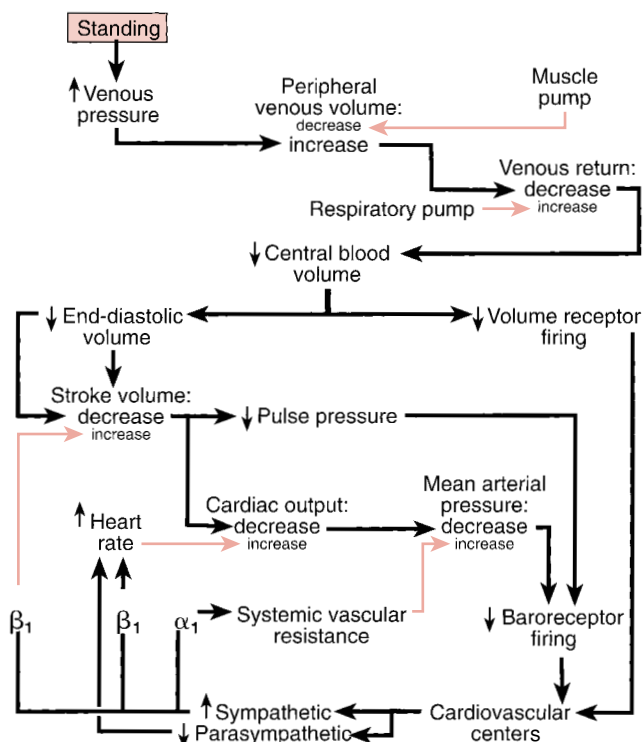 Standing
↑ Venous
pressure
Peripheral
venous volume:
decrease
increase
Muscle
pump
Venous return:
decrease
increase
Respiratory pump
↓ Central blood
volume
↓ End-diastolic
volume
↓ Volume receptor
firing
Stroke volume:
decrease
increase
↓ Pulse pressure
Cardiac output:
decrease
increase
Mean arterial
pressure:
decrease
increase
↑ Heart
rate
β1
β1
α1
Systemic vascular
resistance
↓ Baroreceptor
firing
↑ Sympathetic
↓ Parasympathetic
Cardiovascular
centers